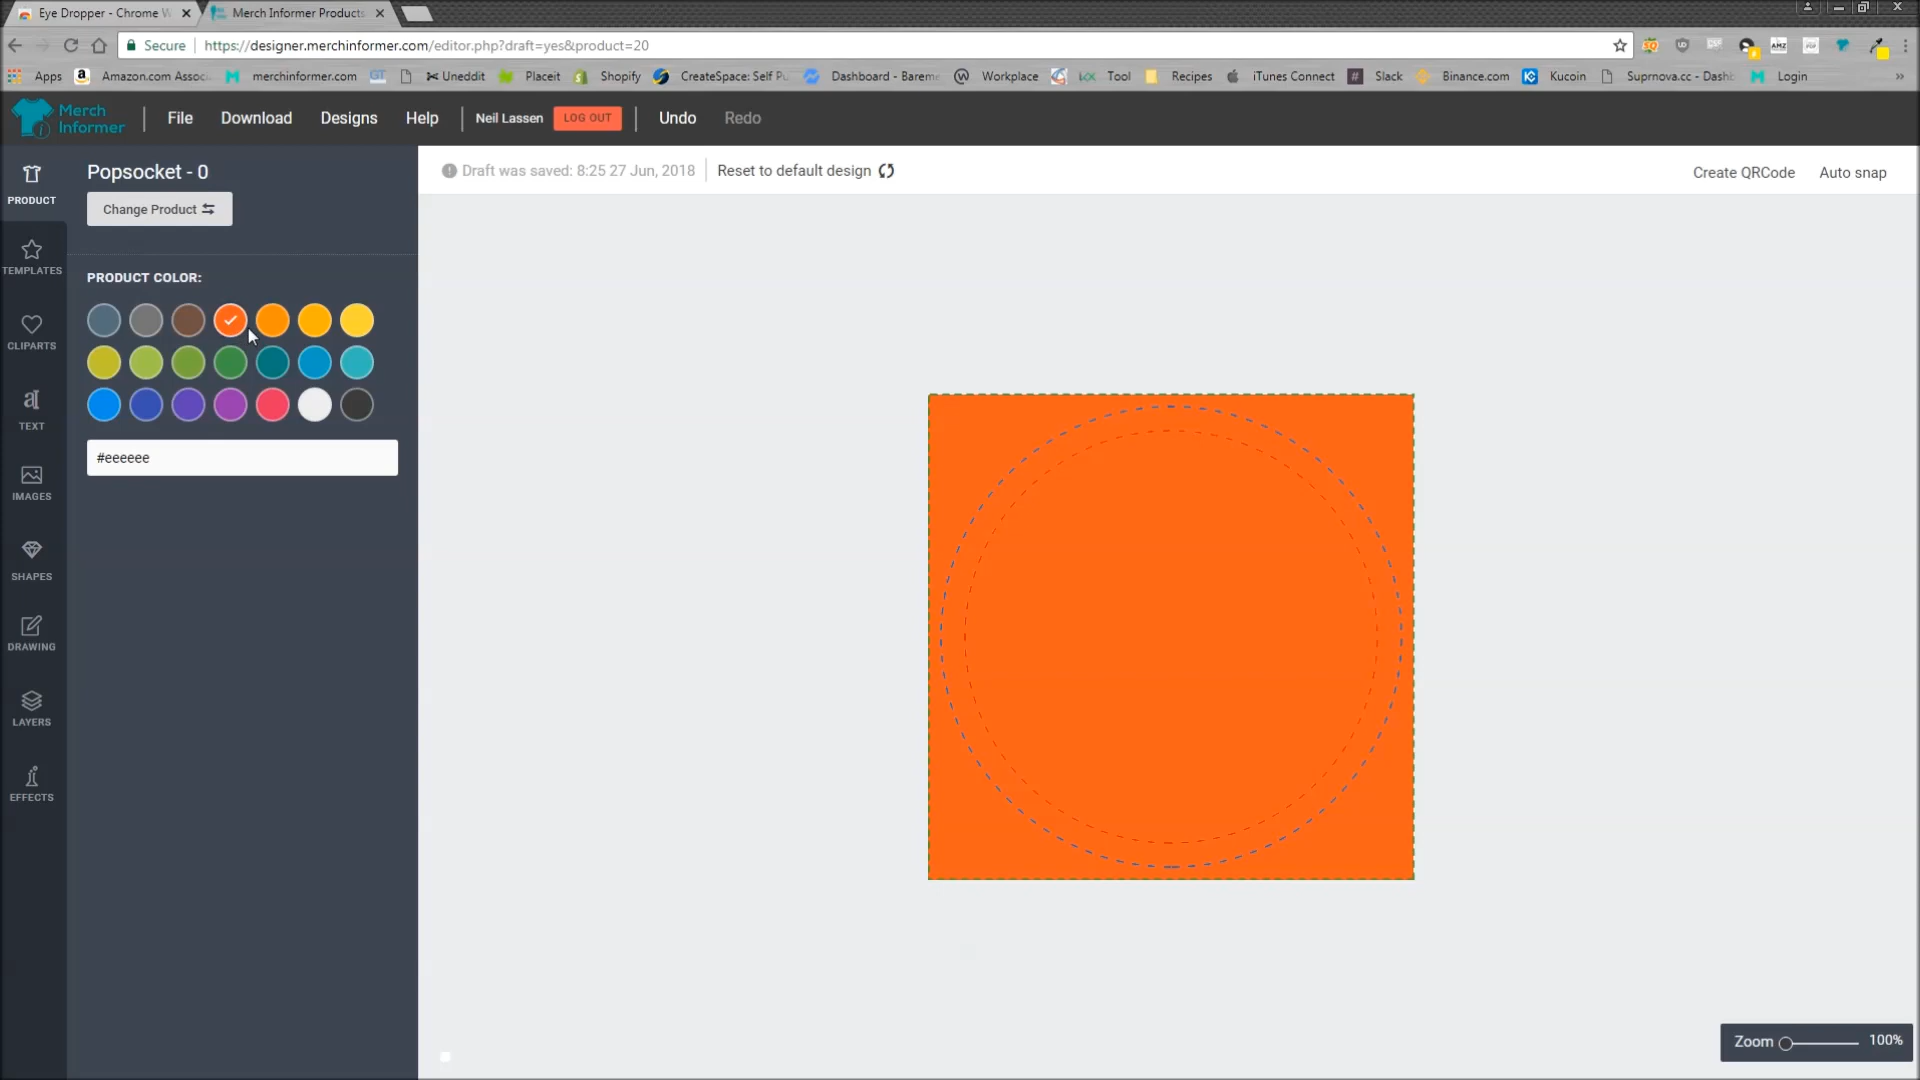 Eye Dropper - Chrome W
Merch Informer Products
Secure
https://designer.merchinformer.com/editor.php?draft=yes&product=20
Apps
Amazon.com Assoc
merchinformer.com
Uneddit
Placeit
Shopify
CreateSpace: Self Pu
Dashboard - Bareme
Workplace
Tool
Recipes
iTunes Connect
Slack
Binance.com
Kucoin
Suprnova.cc - Dashb
Login
Merch
Informer
File
Download
Designs
Help
Neil Lassen
LOG OUT
Undo
Redo
PRODUCT
TEMPLATES
CLIPARTS
TEXT
IMAGES
SHAPES
DRAWING
LAYERS
EFFECTS
Popsocket - 0
Change Product
PRODUCT COLOR:
#eeeeee
Draft was saved: 8:25 27 Jun, 2018
Reset to default design
Create QRCode
Auto snap
Zoom
100%